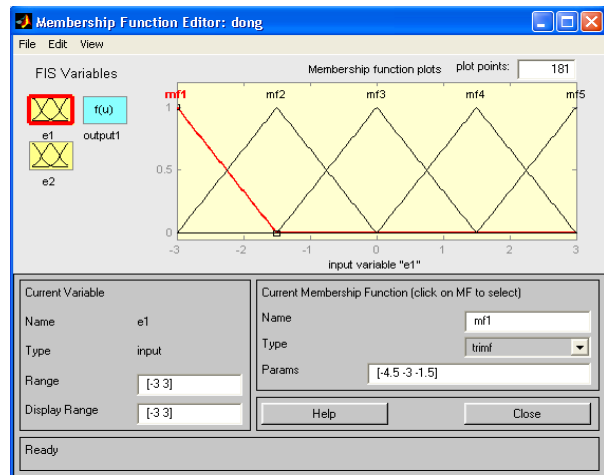 Membership Function Editor: dong
File Edit View
FIS Variables
Membership function plots plot points: 181
f(u)
e1 output1
e2
mf1 mf2 mf3 mf4 mf5
1
0.5
0
-3 -2 -1 0 1 2 3
input variable "e1"
Current Variable
Name e1
Type input
Range [-3 3]
Display Range [-3 3]
Current Membership Function (click on MF to select)
Name mf1
Type trimf
Params [-4.5 -3 -1.5]
Help Close
Ready